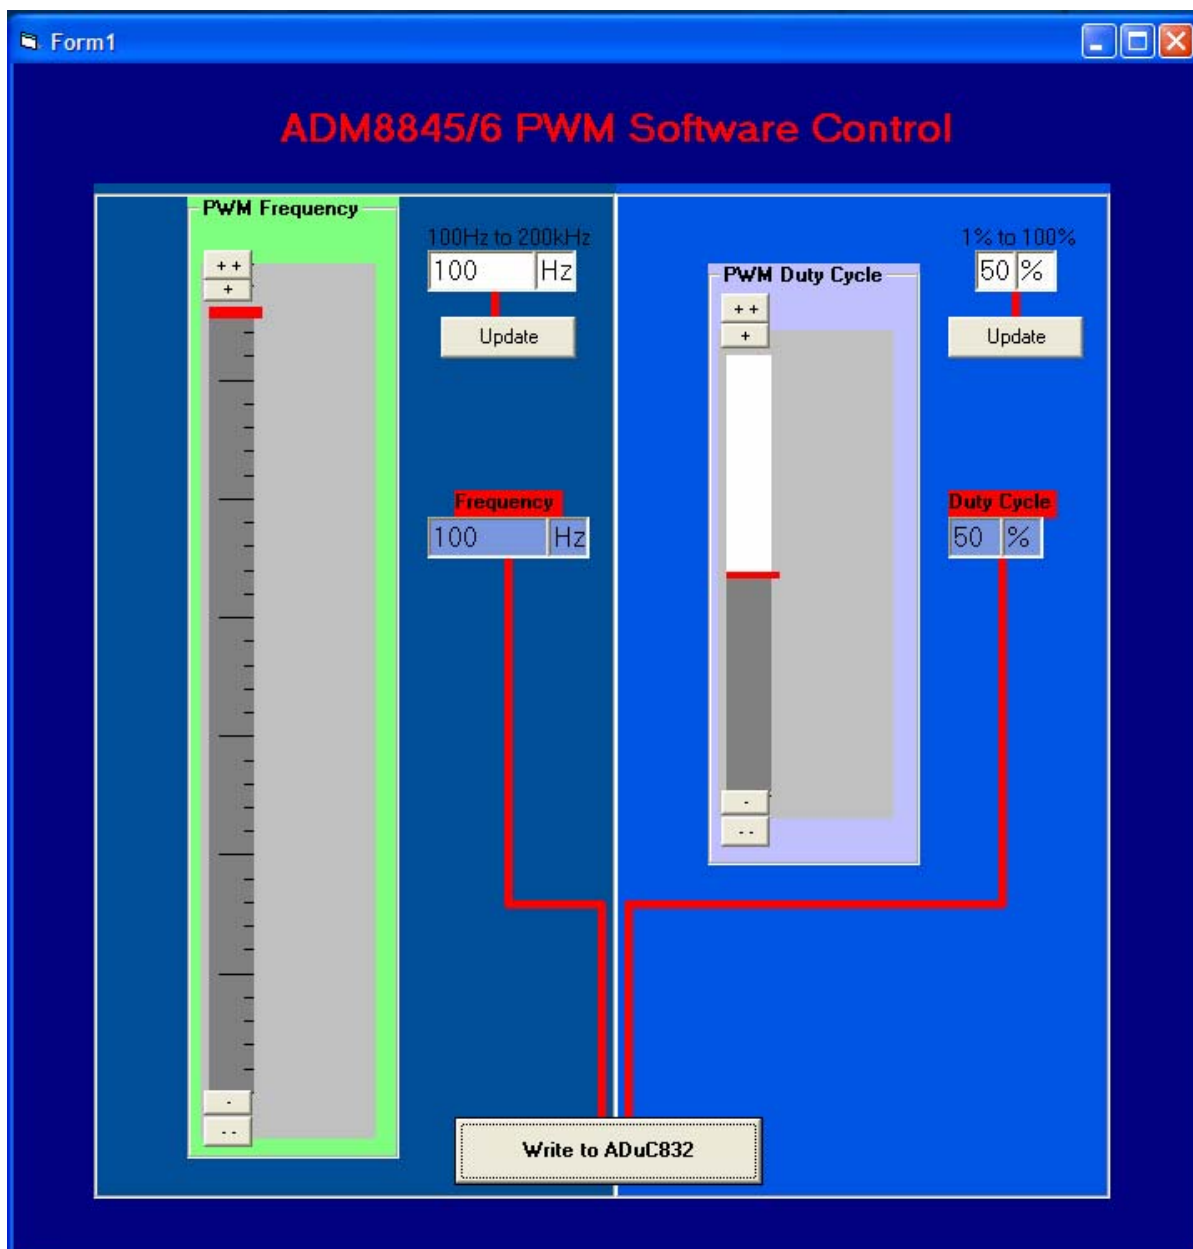 Form1
ADM8845/6 PWM Software Control
PWM Frequency
++
+
-
--
100Hz to 200kHz
100 Hz
Update
Frequency
100 Hz
PWM Duty Cycle
++
+
-
--
1% to 100%
50 %
Update
Duty Cycle
50 %
Write to ADuC832